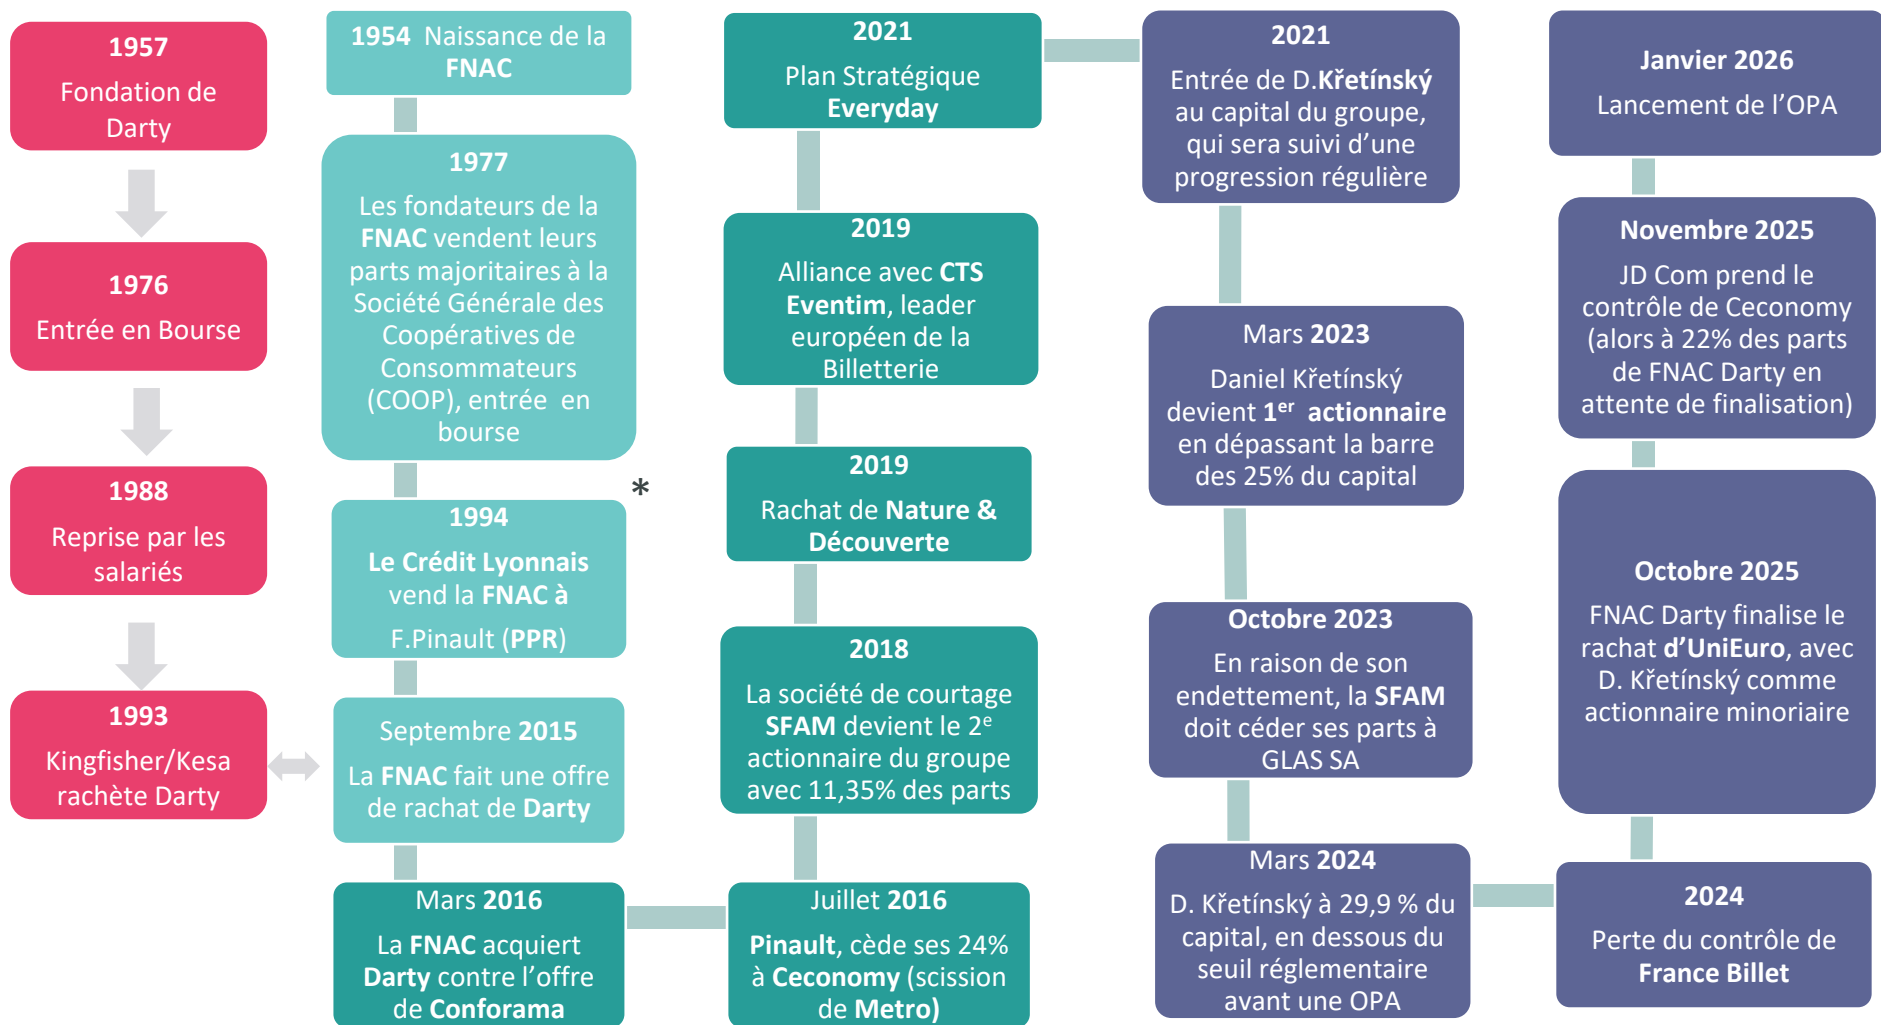 1957
Fondation de
Darty
1976
Entrée en Bourse
1988
Reprise par les
salariés
1993
Kingfisher/Kesa
rachète Darty
1954 Naissance de la
FNAC
1977
Les fondateurs de la
FNAC vendent leurs
parts majoritaires à la
Société Générale des
Coopératives de
Consommateurs
(COOP), entrée en
bourse
*
1994
Le Crédit Lyonnais
vend la FNAC à
F.Pinault (PPR)
Septembre 2015
La FNAC fait une offre
de rachat de Darty
Mars 2016
La FNAC acquiert
Darty contre l’offre
de Conforama
Juillet 2016
Pinault, cède ses 24%
à Ceconomy (scission
de Metro)
2018
La société de courtage
SFAM devient le 2e
actionnaire du groupe
avec 11,35% des parts
2019
Rachat de Nature &
Découverte
2019
Alliance avec CTS
Eventim, leader
européen de la
Billetterie
2021
Plan Stratégique
Everyday
2021
Entrée de D.Křetínský
au capital du groupe,
qui sera suivi d’une
progression régulière
Mars 2023
Daniel Křetínský
devient 1er actionnaire
en dépassant la barre
des 25% du capital
Octobre 2023
En raison de son
endettement, la SFAM
doit céder ses parts à
GLAS SA
Mars 2024
D. Křetínský à 29,9 % du
capital, en dessous du
seuil réglementaire
avant une OPA
2024
Perte du contrôle de
France Billet
Octobre 2025
FNAC Darty finalise le
rachat d’UniEuro, avec
D. Křetínský comme
actionnaire minoriaire
Novembre 2025
JD Com prend le
contrôle de Ceconomy
(alors à 22% des parts
de FNAC Darty en
attente de finalisation)
Janvier 2026
Lancement de l’OPA